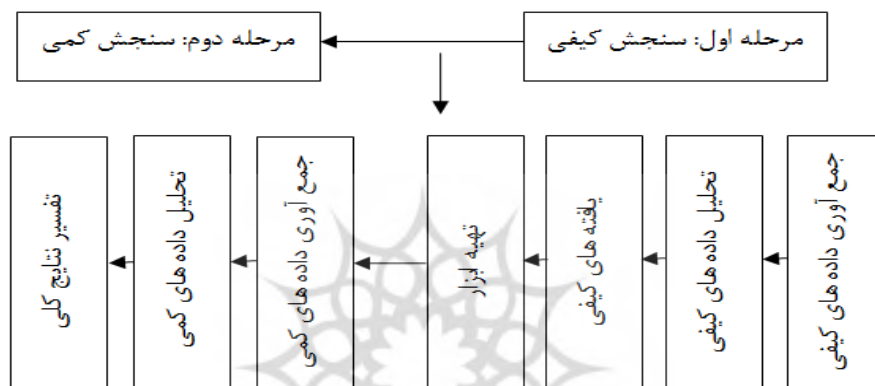 مرحله اول: سنجش کیفی
مرحله دوم: سنجش کمی
جمع آوری داده های کیفی
تحلیل داده های کیفی
یافته های کیفی
تهیه ابزار
جمع آوری داده های کمی
تحلیل داده های کمی
تفسیر نتایج کلی